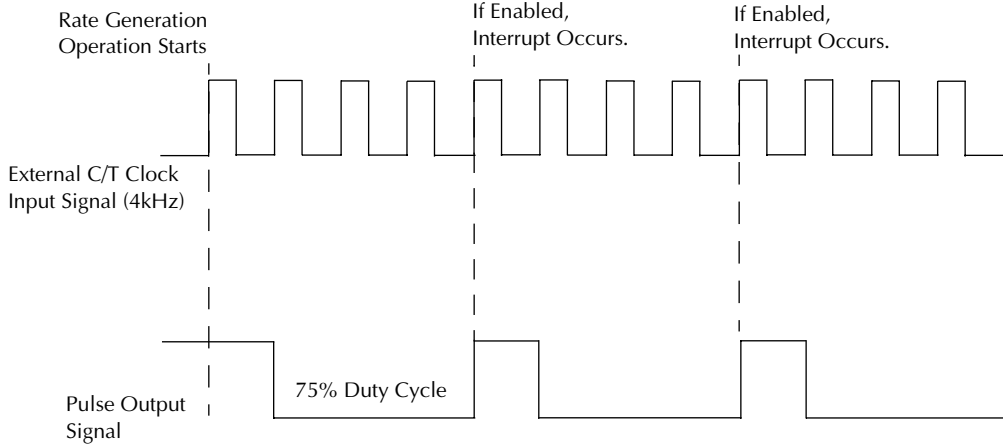 Rate Generation
Operation Starts
If Enabled,
Interrupt Occurs.
If Enabled,
Interrupt Occurs.
External C/T Clock
Input Signal (4kHz)
75% Duty Cycle
Pulse Output
Signal